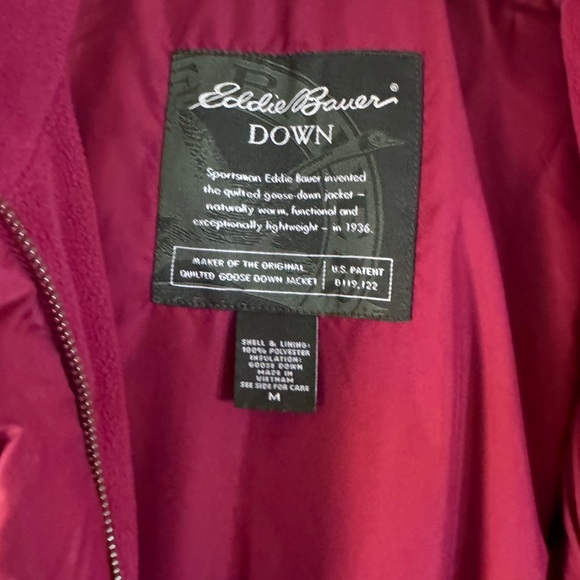 Eddie Bauer®
DOWN
Sportsman Eddie Bauer invented
the quilted goose-down jacket –
naturally warm, functional and
exceptionally lightweight – in 1936.
MAKER OF THE ORIGINAL
QUILTED GOOSE DOWN JACKET
U.S. PATENT
D119,122
SHELL & LINING:
100% POLYESTER
INSULATION:
GOOSE DOWN
MADE IN
VIETNAM
SEE SIDE FOR CARE
M